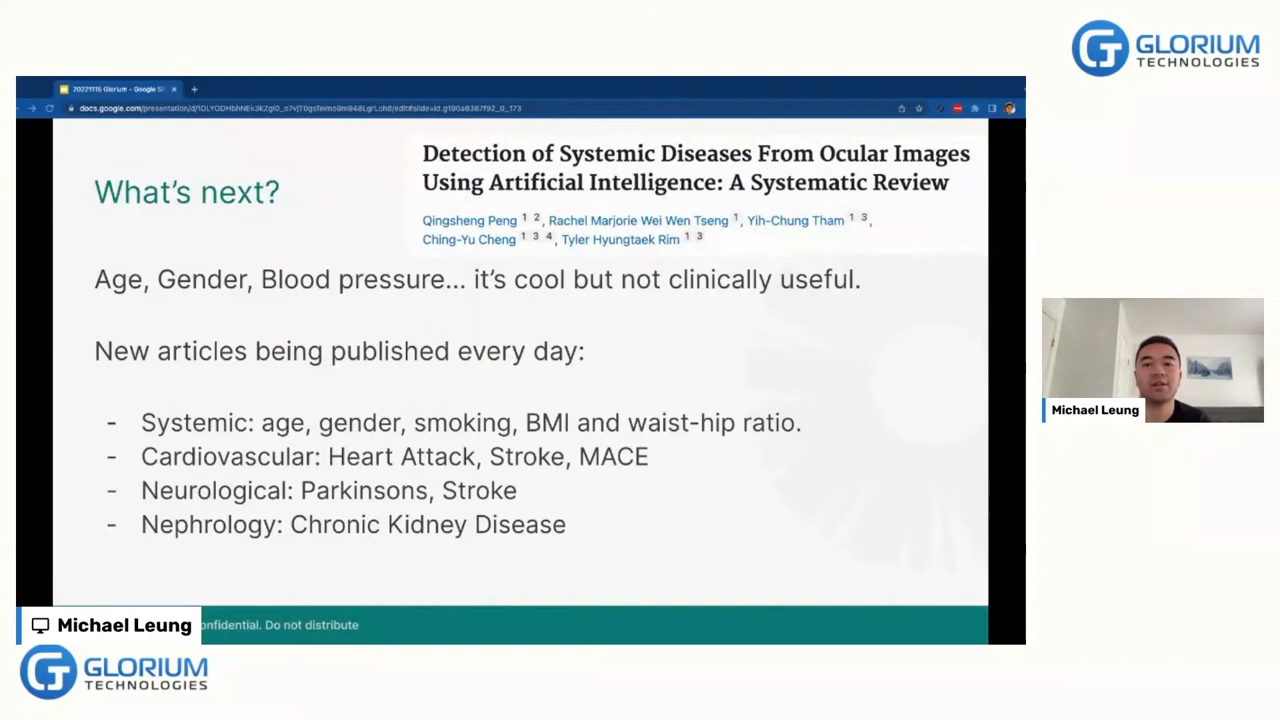 GLORIUM
TECHNOLOGIES
20221115 Glorium - Google Sl
What's next?
Detection of Systemic Diseases From Ocular Images
Using Artificial Intelligence: A Systematic Review
Qingsheng Peng 1 2, Rachel Marjorie Wei Wen Tseng 1, Yih-Chung Tham 1 3,
Ching-Yu Cheng 1 3 4, Tyler Hyungtaek Rim 1 3
Age, Gender, Blood pressure... it's cool but not clinically useful.
New articles being published every day:
- Systemic: age, gender, smoking, BMI and waist-hip ratio.
- Cardiovascular: Heart Attack, Stroke, MACE
- Neurological: Parkinsons, Stroke
- Nephrology: Chronic Kidney Disease
Michael Leung
Michael Leung
onfidential. Do not distribute
GLORIUM
TECHNOLOGIES